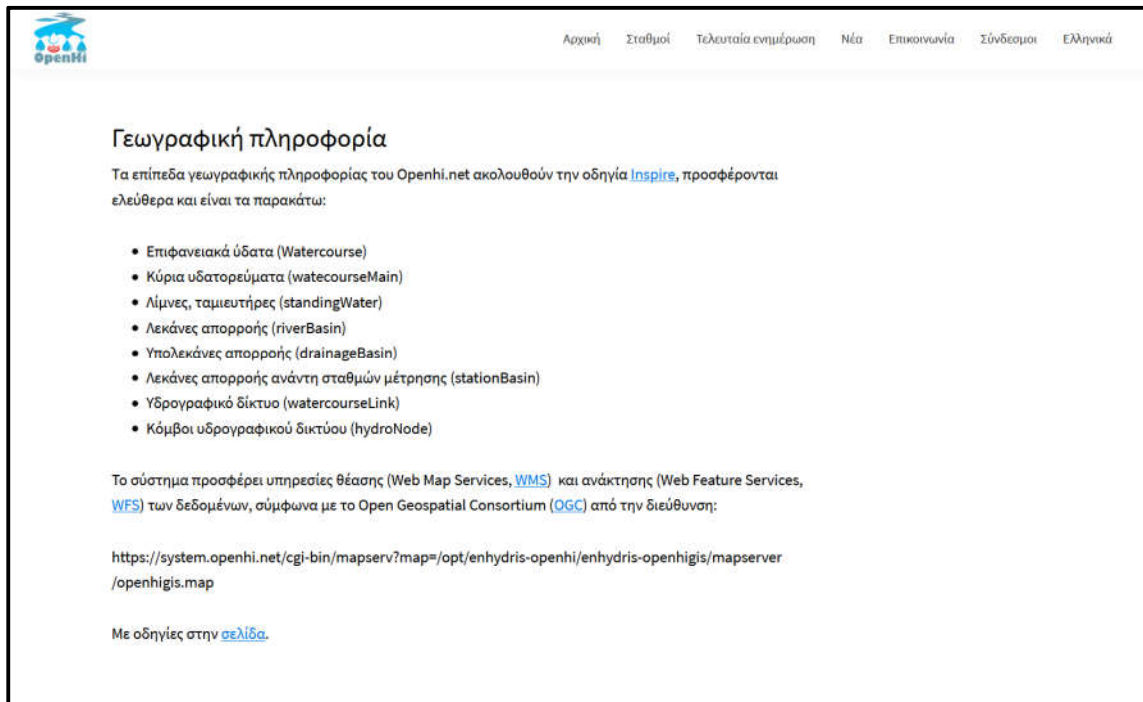 OpenHi
Αρχική Σταθμοί Τελευταία ενημέρωση Νέα Επικοινωνία Σύνδεσμοι Ελληνικά
Γεωγραφική πληροφορία
Τα επίπεδα γεωγραφικής πληροφορίας του Openhi.net ακολουθούν την οδηγία Inspire, προσφέρονται
ελεύθερα και είναι τα παρακάτω:
• Επιφανειακά ύδατα (Watercourse)
• Κύρια υδατορεύματα (watecourseMain)
• Λίμνες, ταμιευτήρες (standingWater)
• Λεκάνες απορροής (riverBasin)
• Υπολεκάνες απορροής (drainageBasin)
• Λεκάνες απορροής ανάντη σταθμών μέτρησης (stationBasin)
• Υδρογραφικό δίκτυο (watercourseLink)
• Κόμβοι υδρογραφικού δικτύου (hydroNode)
Το σύστημα προσφέρει υπηρεσίες θέασης (Web Map Services, WMS) και ανάκτησης (Web Feature Services,
WFS) των δεδομένων, σύμφωνα με το Open Geospatial Consortium (OGC) από την διεύθυνση:
https://system.openhi.net/cgi-bin/mapserv?map=/opt/enhydris-openhi/enhydris-openhigis/mapserver
/openhigis.map
Με οδηγίες στην σελίδα.